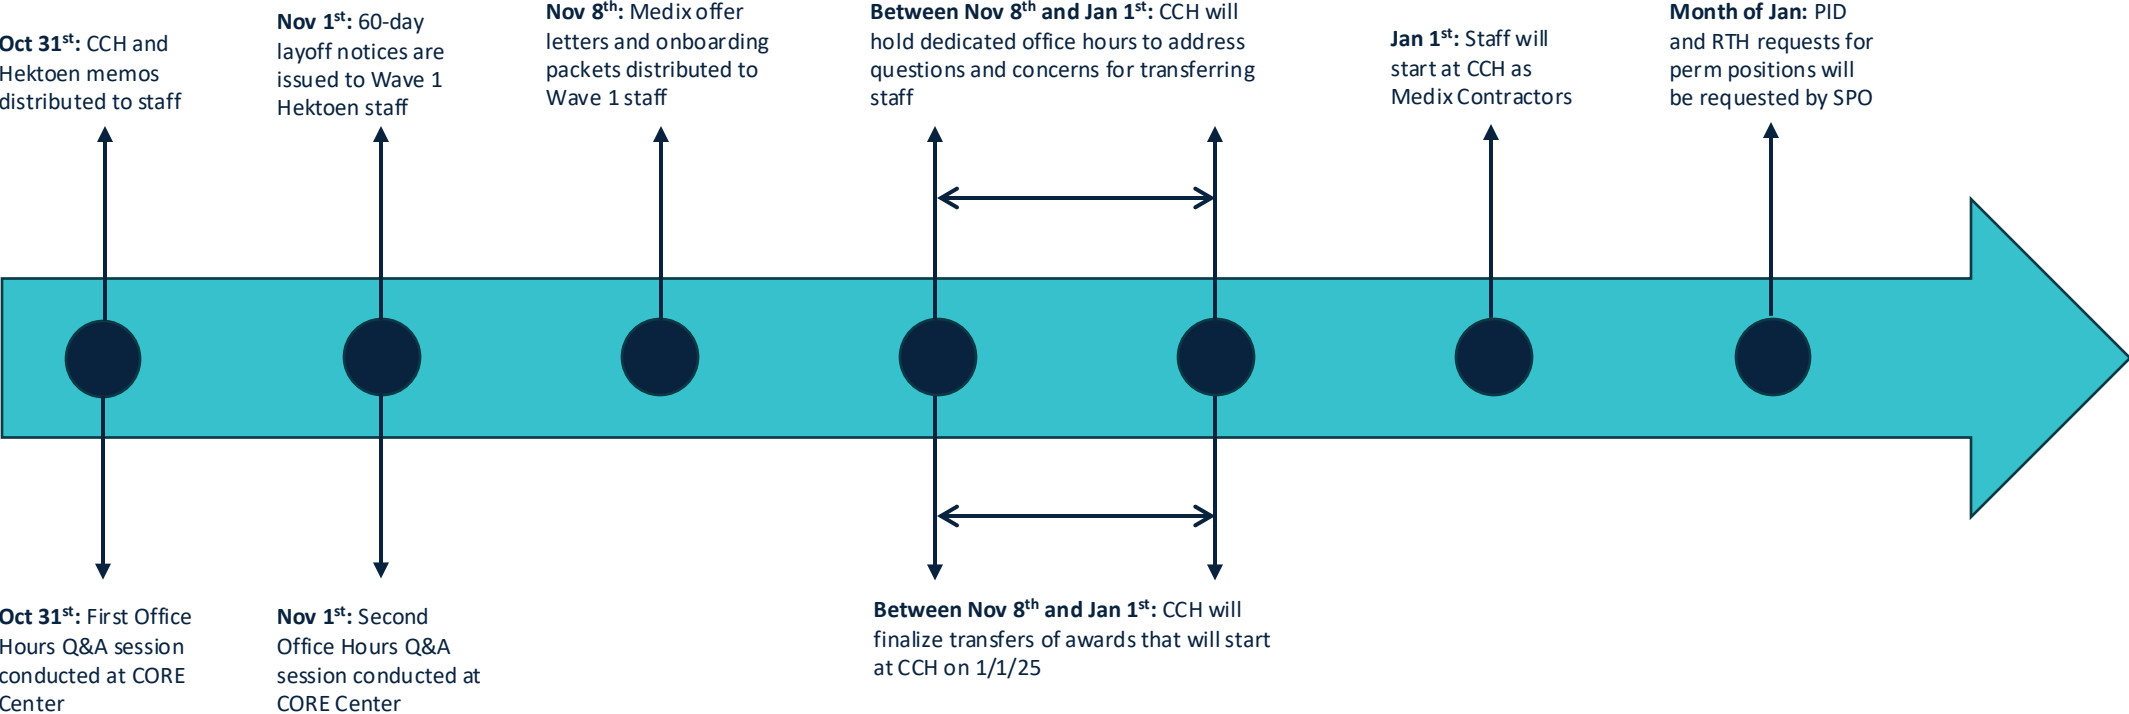 Oct 31st: CCH and
Hektoen memos
distributed to staff
Nov 1st: 60-day
layoff notices are
issued to Wave 1
Hektoen staff
Nov 8th: Medix offer
letters and onboarding
packets distributed to
Wave 1 staff
Between Nov 8th and Jan 1st: CCH will
hold dedicated office hours to address
questions and concerns for transferring
staff
Jan 1st: Staff will
start at CCH as
Medix Contractors
Month of Jan: PID
and RTH requests for
perm positions will
be requested by SPO
Oct 31st: First Office
Hours Q&A session
conducted at CORE
Center
Nov 1st: Second
Office Hours Q&A
session conducted at
CORE Center
Between Nov 8th and Jan 1st: CCH will
finalize transfers of awards that will start
at CCH on 1/1/25